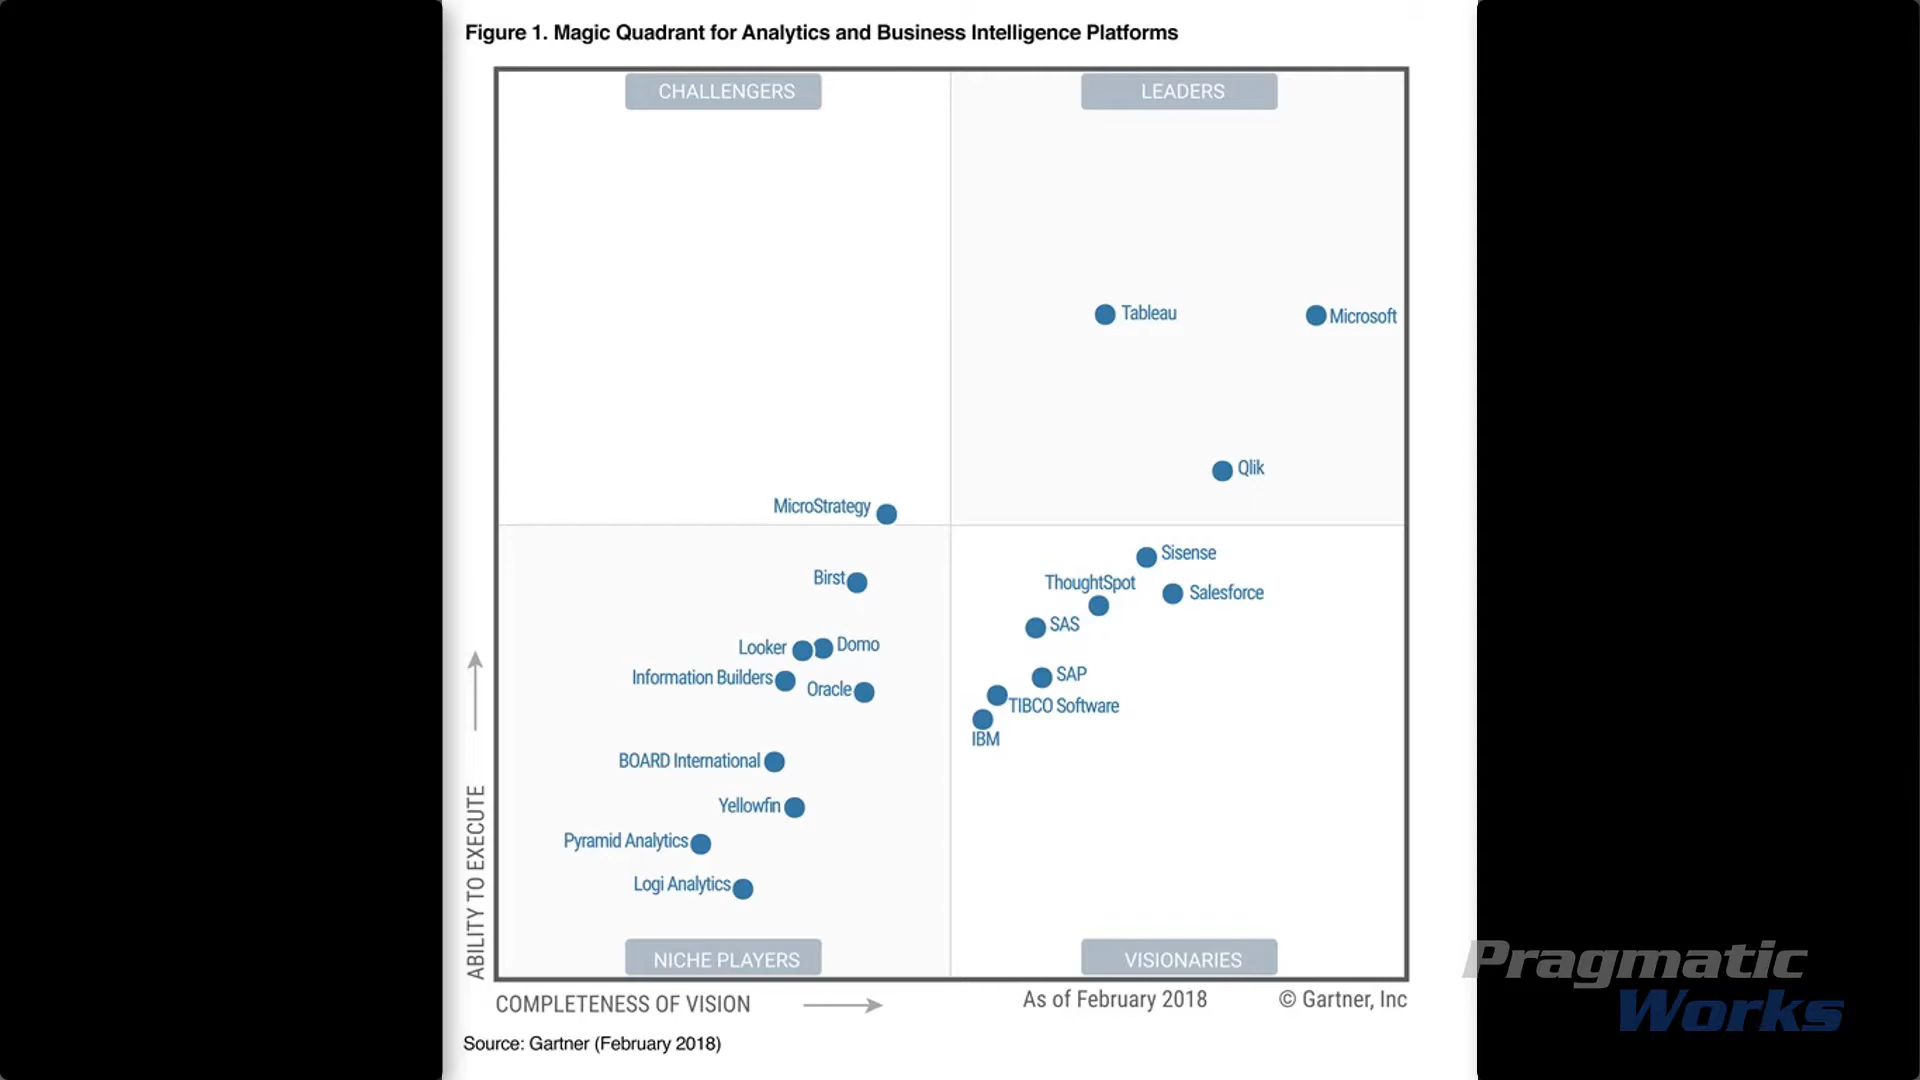 Figure 1. Magic Quadrant for Analytics and Business Intelligence Platforms
CHALLENGERS
LEADERS
Tableau
Microsoft
Qlik
MicroStrategy
Sisense
Birst
ThoughtSpot
Salesforce
SAS
Looker
Domo
Information Builders
Oracle
SAP
TIBCO Software
IBM
BOARD International
Yellowfin
Pyramid Analytics
Logi Analytics
NICHE PLAYERS
VISIONARIES
ABILITY TO EXECUTE
COMPLETENESS OF VISION
As of February 2018
© Gartner, Inc
Source: Gartner (February 2018)
Pragmatic
Works